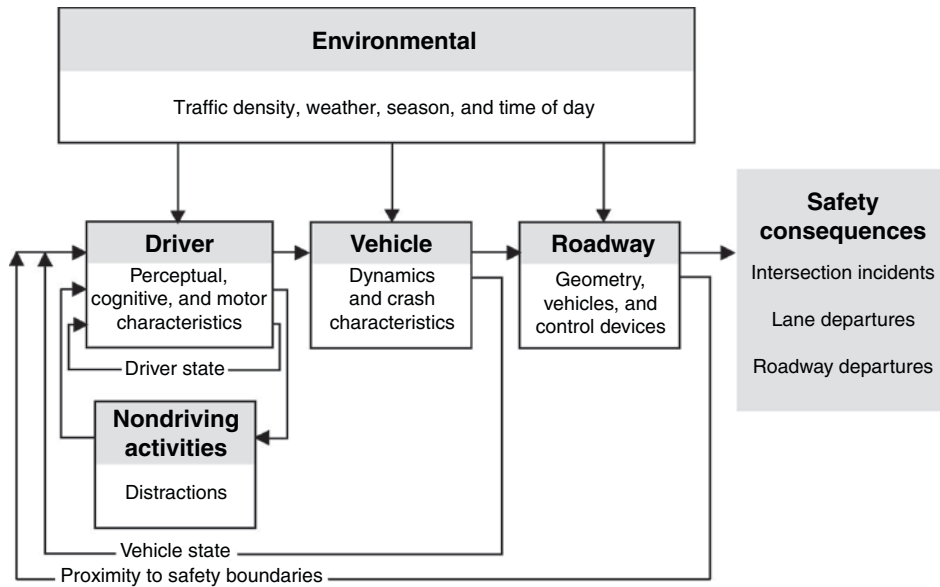 Environmental
Traffic density, weather, season, and time of day
Driver
Perceptual,
cognitive, and motor
characteristics
Driver state
Vehicle
Dynamics
and crash
characteristics
Roadway
Geometry,
vehicles, and
control devices
Safety
consequences
Intersection incidents
Lane departures
Roadway departures
Nondriving
activities
Distractions
Vehicle state
Proximity to safety boundaries